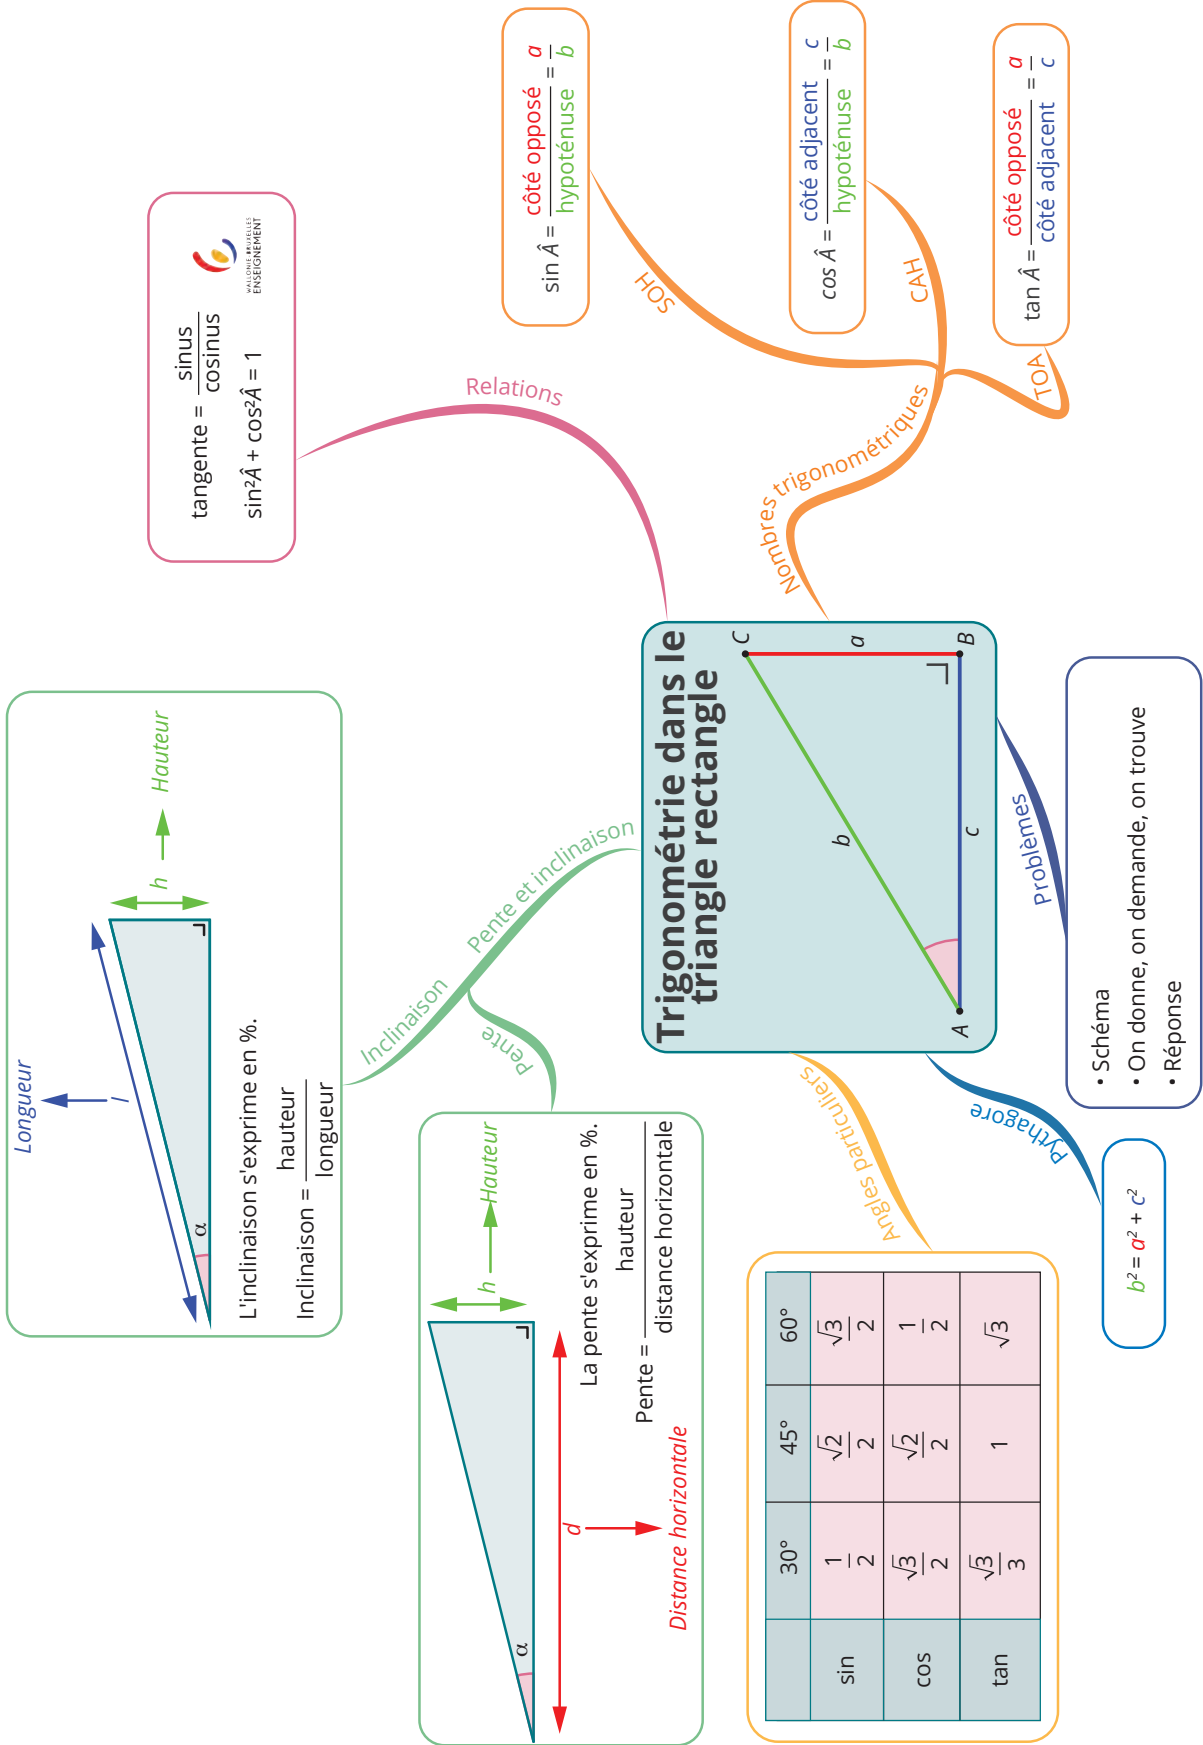 Trigonométrie dans le
triangle rectangle
A
B
C
a
b
c
Pente et inclinaison
Inclinaison
Longueur
l
h
Hauteur
α
L'inclinaison s'exprime en %.
Inclinaison = hauteur / longueur
Pente
h
Hauteur
α
d
Distance horizontale
La pente s'exprime en %.
Pente = hauteur / distance horizontale
Relations
tangente = sinus / cosinus
sin²Â + cos²Â = 1
WALLONIE-BRUXELLES
ENSEIGNEMENT
Nombres trigonométriques
SOH
sin Â = côté opposé / hypoténuse = a / b
CAH
cos Â = côté adjacent / hypoténuse = c / b
TOA
tan Â = côté opposé / côté adjacent = a / c
Angles particuliers
30° 45° 60°
sin 1/2 √2/2 √3/2
cos √3/2 √2/2 1/2
tan √3/3 1 √3
Pythagore
b² = a² + c²
Problèmes
• Schéma
• On donne, on demande, on trouve
• Réponse